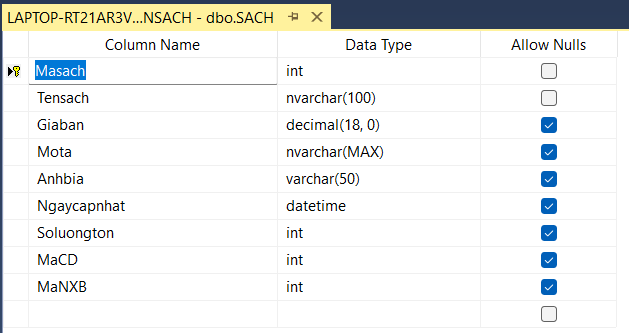 LAPTOP-RT21AR3V...NSACH - dbo.SACH
Column Name Data Type Allow Nulls
Masach int
Tensach nvarchar(100)
Giaban decimal(18, 0)
Mota nvarchar(MAX)
Anhbia varchar(50)
Ngaycapnhat datetime
Soluongton int
MaCD int
MaNXB int